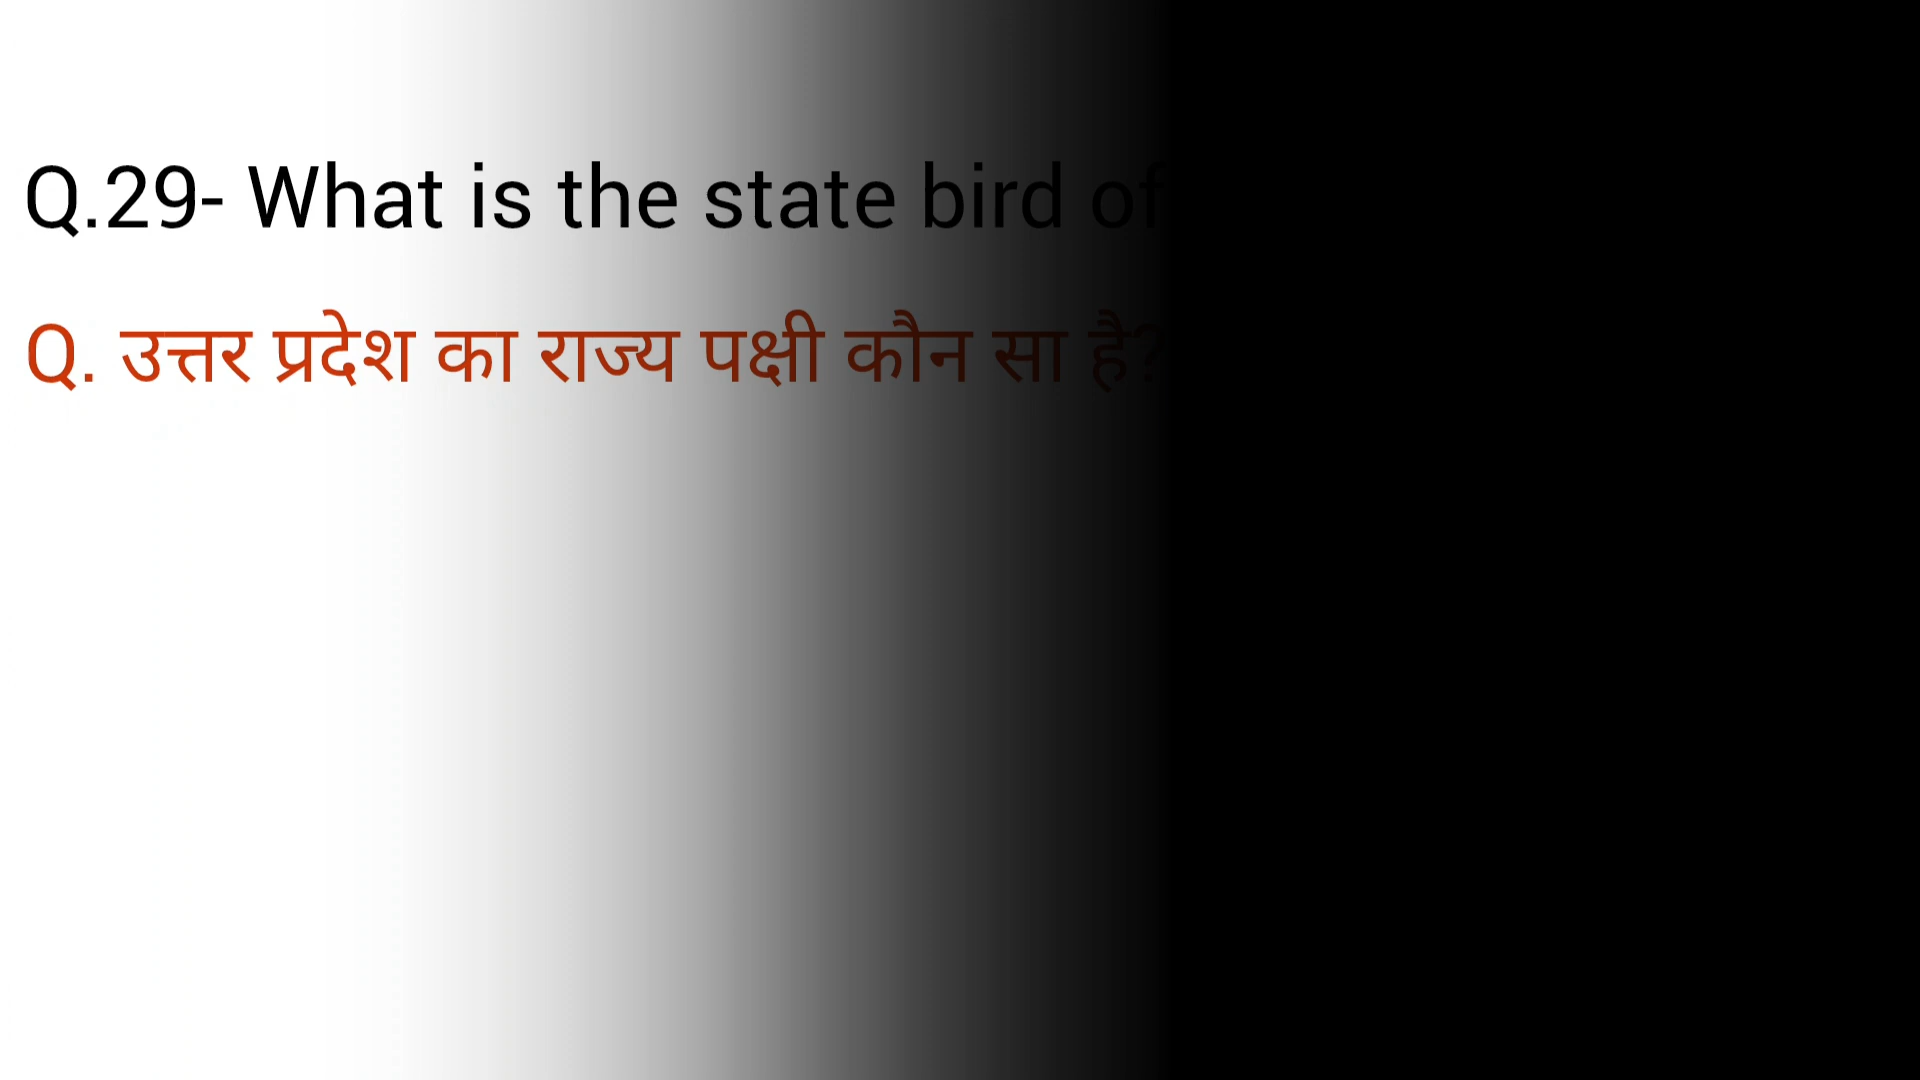 Q.29- What is the state bird of
Q. उत्तर प्रदेश का राज्य पक्षी कौन सा है?